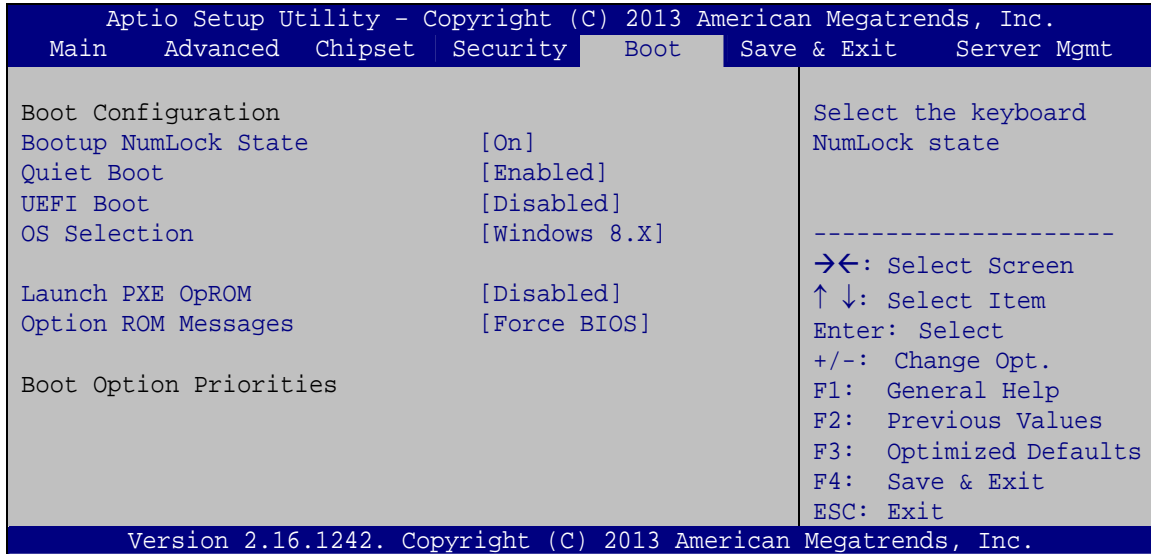 Aptio Setup Utility – Copyright (C) 2013 American Megatrends, Inc.
Main Advanced Chipset Security Boot Save & Exit Server Mgmt
Boot Configuration
Bootup NumLock State [On]
Quiet Boot [Enabled]
UEFI Boot [Disabled]
OS Selection [Windows 8.X]
Launch PXE OpROM [Disabled]
Option ROM Messages [Force BIOS]
Boot Option Priorities
Select the keyboard
NumLock state
---------------------
→←: Select Screen
↑ ↓: Select Item
Enter: Select
+/-: Change Opt.
F1: General Help
F2: Previous Values
F3: Optimized Defaults
F4: Save & Exit
ESC: Exit
Version 2.16.1242. Copyright (C) 2013 American Megatrends, Inc.